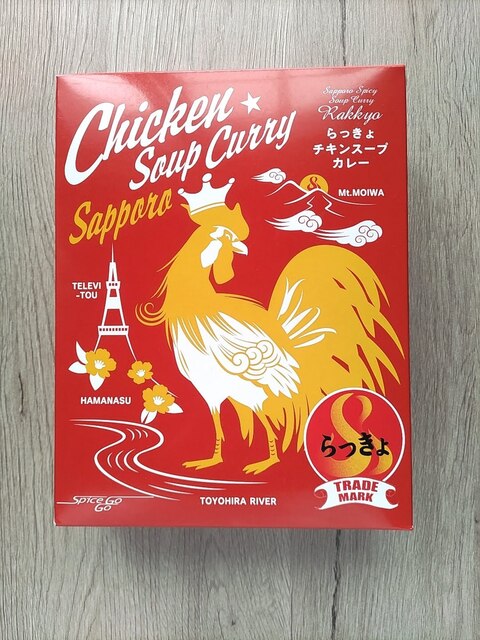 Chicken
Soup Curry
Sapporo
Sapporo Spicy
Soup Curry
Rakkyo
らっきょ
チキンスープ
カレー
&
Mt.MOIWA
TELEVI
-TOU
HAMANASU
&
らっきょ
TRADE
MARK
Spice Go
Go
TOYOHIRA RIVER